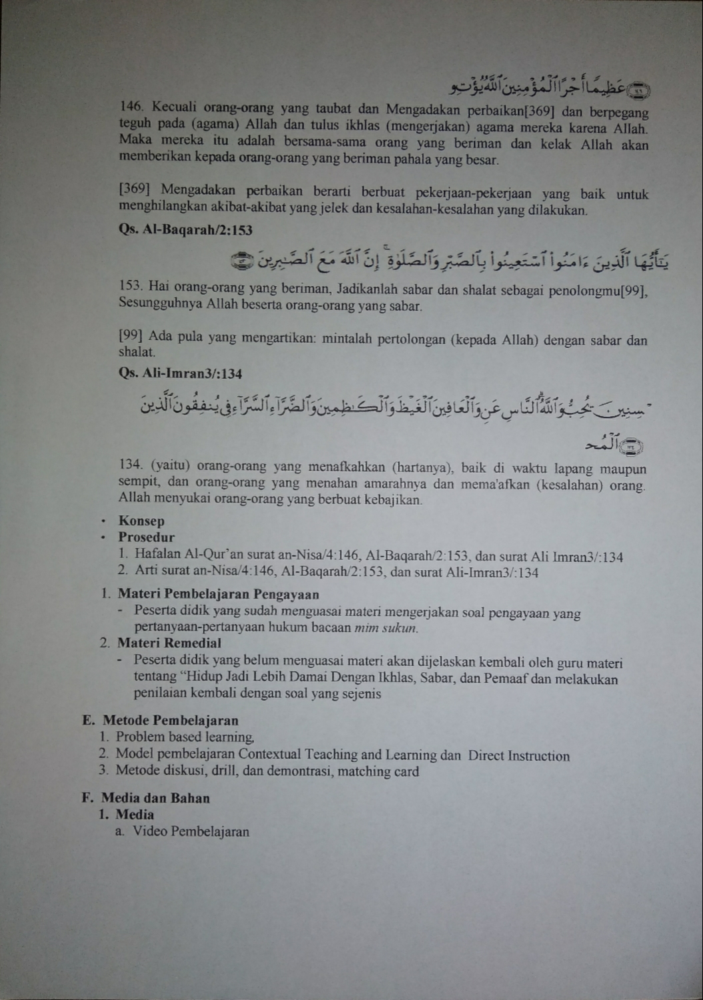 عَظِيمًا أَجْرًا ٱلْمُؤْمِنِينَ ٱللَّهُ يُؤْتِ و
146. Kecuali orang-orang yang taubat dan Mengadakan perbaikan[369] dan berpegang
teguh pada (agama) Allah dan tulus ikhlas (mengerjakan) agama mereka karena Allah.
Maka mereka itu adalah bersama-sama orang yang beriman dan kelak Allah akan
memberikan kepada orang-orang yang beriman pahala yang besar.
[369] Mengadakan perbaikan berarti berbuat pekerjaan-pekerjaan yang baik untuk
menghilangkan akibat-akibat yang jelek dan kesalahan-kesalahan yang dilakukan.
Qs. Al-Baqarah/2:153
يَـٰٓأَيُّهَا ٱلَّذِينَ ءَامَنُوا۟ ٱسْتَعِينُوا۟ بِٱلصَّبْرِ وَٱلصَّلَوٰةِ ۚ إِنَّ ٱللَّهَ مَعَ ٱلصَّـٰبِرِينَ
153. Hai orang-orang yang beriman, Jadikanlah sabar dan shalat sebagai penolongmu[99],
Sesungguhnya Allah beserta orang-orang yang sabar.
[99] Ada pula yang mengartikan: mintalah pertolongan (kepada Allah) dengan sabar dan
shalat.
Qs. Ali-Imran3/:134
سِنِينَ يُحِبُّ وَٱللَّهُ ۗ ٱلنَّاسِ عَنِ وَٱلْعَافِينَ ٱلْغَيْظَ وَٱلْكَـٰظِمِينَ وَٱلضَّرَّآءِ ٱلسَّرَّآءِ فِى يُنفِقُونَ ٱلَّذِينَ
ٱلْمُحـ ١٣٤
134. (yaitu) orang-orang yang menafkahkan (hartanya), baik di waktu lapang maupun
sempit, dan orang-orang yang menahan amarahnya dan mema'afkan (kesalahan) orang.
Allah menyukai orang-orang yang berbuat kebajikan.
• Konsep
• Prosedur
1. Hafalan Al-Qur'an surat an-Nisa/4:146, Al-Baqarah/2:153, dan surat Ali Imran3/:134
2. Arti surat an-Nisa/4:146, Al-Baqarah/2:153, dan surat Ali-Imran3/:134
1. Materi Pembelajaran Pengayaan
- Peserta didik yang sudah menguasai materi mengerjakan soal pengayaan yang
pertanyaan-pertanyaan hukum bacaan mim sukun.
2. Materi Remedial
- Peserta didik yang belum menguasai materi akan dijelaskan kembali oleh guru materi
tentang “Hidup Jadi Lebih Damai Dengan Ikhlas, Sabar, dan Pemaaf dan melakukan
penilaian kembali dengan soal yang sejenis
E. Metode Pembelajaran
1. Problem based learning,
2. Model pembelajaran Contextual Teaching and Learning dan Direct Instruction
3. Metode diskusi, drill, dan demontrasi, matching card
F. Media dan Bahan
1. Media
a. Video Pembelajaran